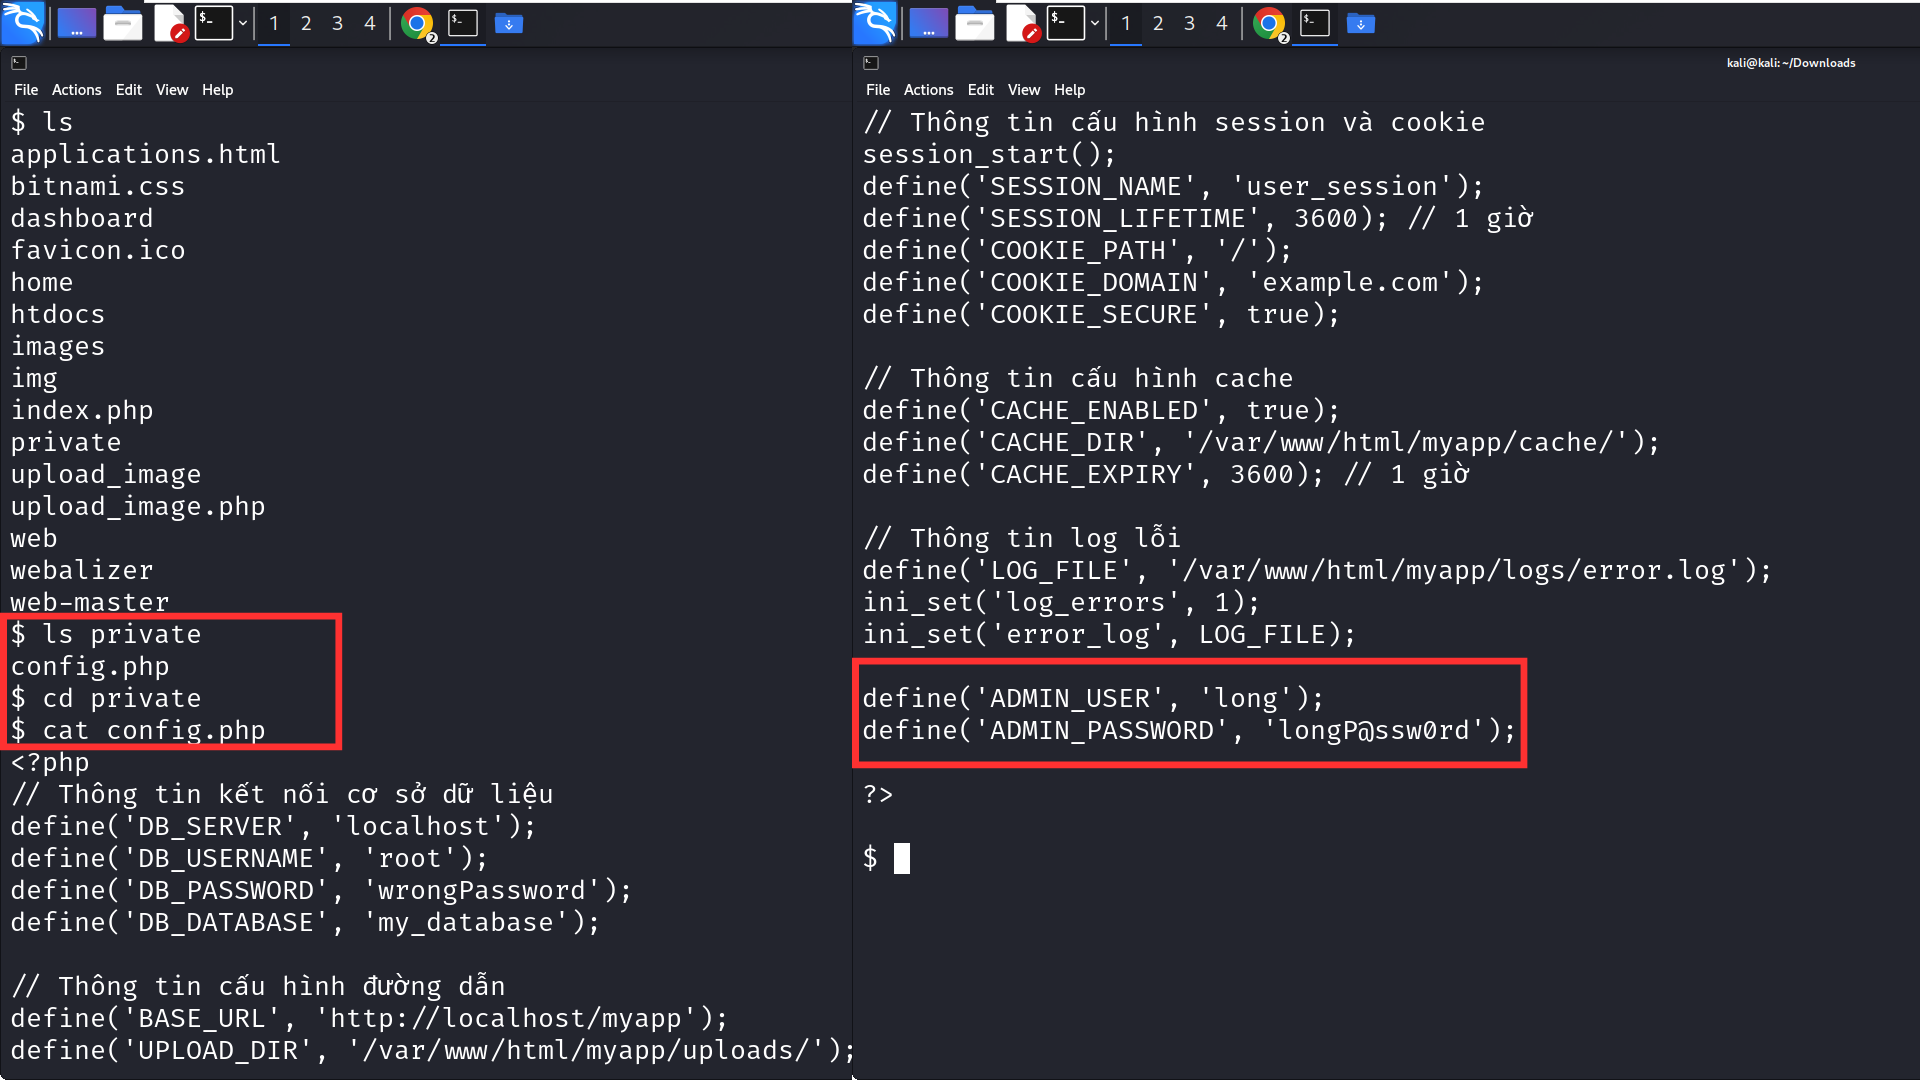 1 2 3 4
2
File Actions Edit View Help
$ ls
applications.html
bitnami.css
dashboard
favicon.ico
home
htdocs
images
img
index.php
private
upload_image
upload_image.php
web
webalizer
web-master
$ ls private
config.php
$ cd private
$ cat config.php
<?php
// Thông tin kết nối cơ sở dữ liệu
define('DB_SERVER', 'localhost');
define('DB_USERNAME', 'root');
define('DB_PASSWORD', 'wrongPassword');
define('DB_DATABASE', 'my_database');
// Thông tin cấu hình đường dẫn
define('BASE_URL', 'http://localhost/myapp');
define('UPLOAD_DIR', '/var/www/html/myapp/uploads/');
1 2 3 4
2
kali@kali: ~/Downloads
File Actions Edit View Help
// Thông tin cấu hình session và cookie
session_start();
define('SESSION_NAME', 'user_session');
define('SESSION_LIFETIME', 3600); // 1 giờ
define('COOKIE_PATH', '/');
define('COOKIE_DOMAIN', 'example.com');
define('COOKIE_SECURE', true);
// Thông tin cấu hình cache
define('CACHE_ENABLED', true);
define('CACHE_DIR', '/var/www/html/myapp/cache/');
define('CACHE_EXPIRY', 3600); // 1 giờ
// Thông tin log lỗi
define('LOG_FILE', '/var/www/html/myapp/logs/error.log');
ini_set('log_errors', 1);
ini_set('error_log', LOG_FILE);
define('ADMIN_USER', 'long');
define('ADMIN_PASSWORD', 'longP@ssw0rd');
?>
$